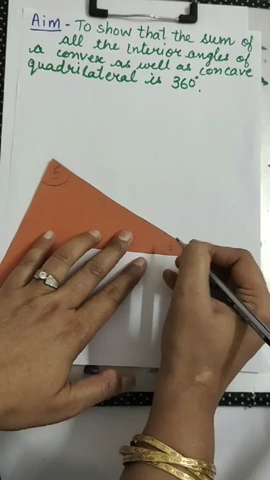 Aim - To show that the sum of
all the interior angles of
a convex as well as concave
quadrilateral is 360°.
5